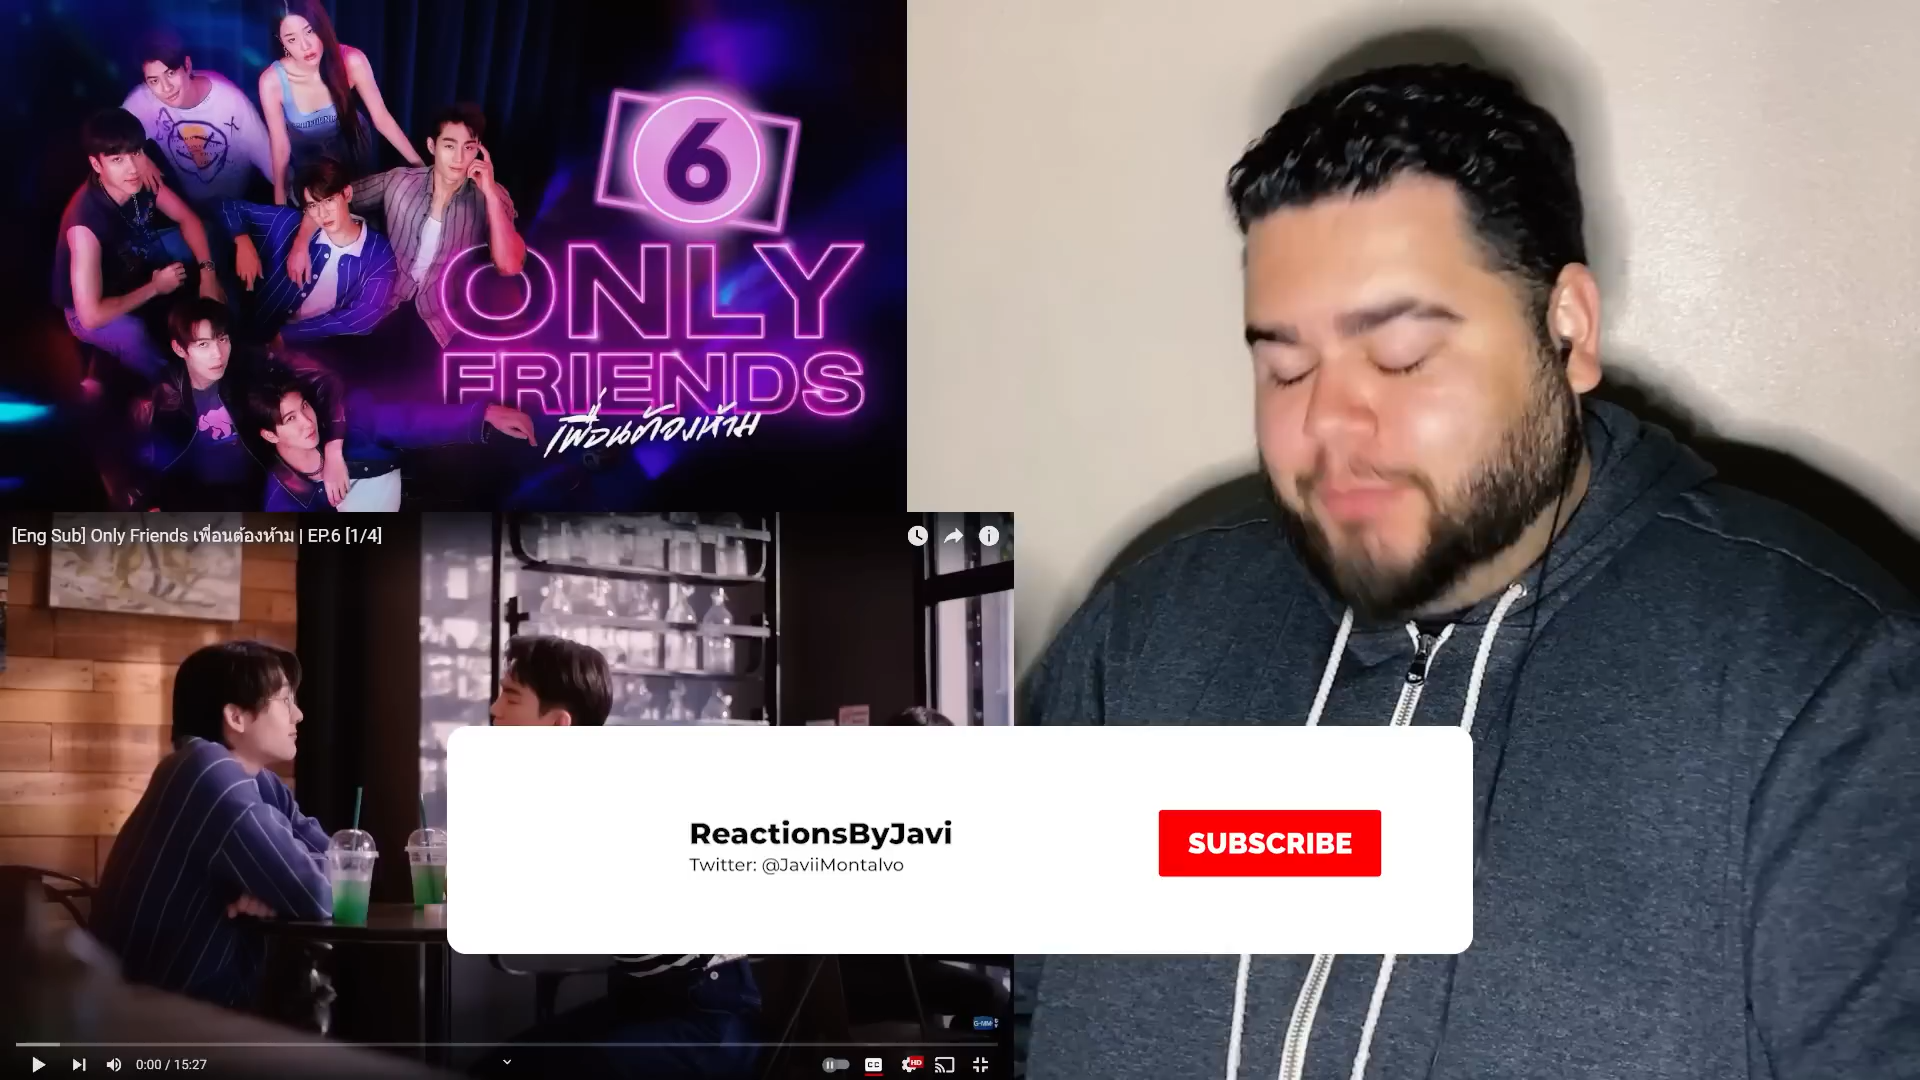 6
ONLY
FRIENDS
เพื่อนต้องห้าม
[Eng Sub] Only Friends เพื่อนต้องห้าม | EP.6 [1/4]
ReactionsByJavi
Twitter: @JaviiMontalvo
SUBSCRIBE
0:00 / 15:27
CC
HD